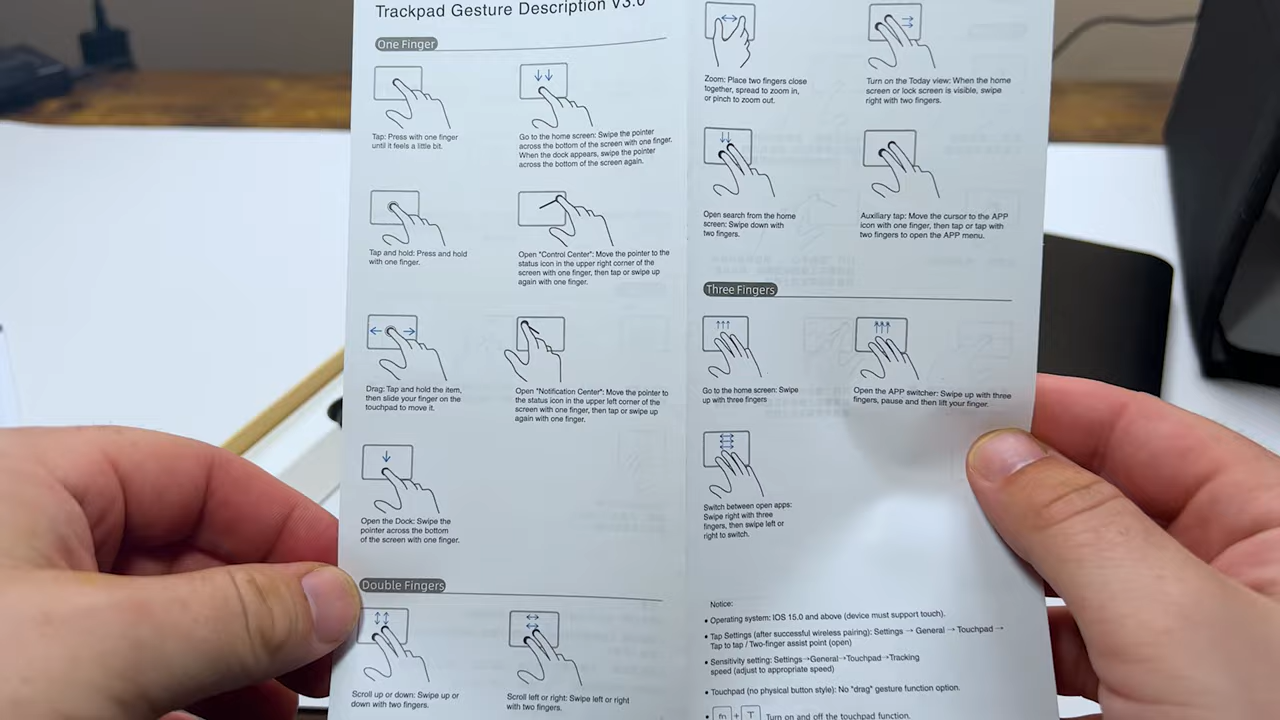 Trackpad Gesture Description V3.0
One Finger
Tap: Press with one finger
until it feels a little bit.
Go to the home screen: Swipe the pointer
across the bottom of the screen with one finger.
When the dock appears, swipe the pointer
across the bottom of the screen again.
Tap and hold: Press and hold
with one finger.
Open "Control Center": Move the pointer to the
status icon in the upper right corner of the
screen with one finger, then tap or swipe up
again with one finger.
Drag: Tap and hold the item,
then slide your finger on the
touchpad to move it.
Open "Notification Center": Move the pointer to
the status icon in the upper left corner of the
screen with one finger, then tap or swipe up
again with one finger.
Open the Dock: Swipe the
pointer across the bottom
of the screen with one finger.
Double Fingers
Scroll up or down: Swipe up or
down with two fingers.
Scroll left or right: Swipe left or right
with two fingers.
Zoom: Place two fingers close
together, spread to zoom in,
or pinch to zoom out.
Turn on the Today view: When the home
screen or lock screen is visible, swipe
right with two fingers.
Open search from the home
screen: Swipe down with
two fingers.
Auxiliary tap: Move the cursor to the APP
icon with one finger, then tap or tap with
two fingers to open the APP menu.
Three Fingers
Go to the home screen: Swipe
up with three fingers
Open the APP switcher: Swipe up with three
fingers, pause and then lift your finger.
Switch between open apps:
Swipe right with three
fingers, then swipe left or
right to switch.
Notice:
• Operating system: IOS 15.0 and above (device must support touch).
• Tap Settings (after successful wireless pairing): Settings → General → Touchpad →
Tap to tap / Two-finger assist point (open)
• Sensitivity setting: Settings→General→Touchpad→Tracking
speed (adjust to appropriate speed)
• Touchpad (no physical button style): No "drag" gesture function option.
• fn + T Turn on and off the touchpad function.